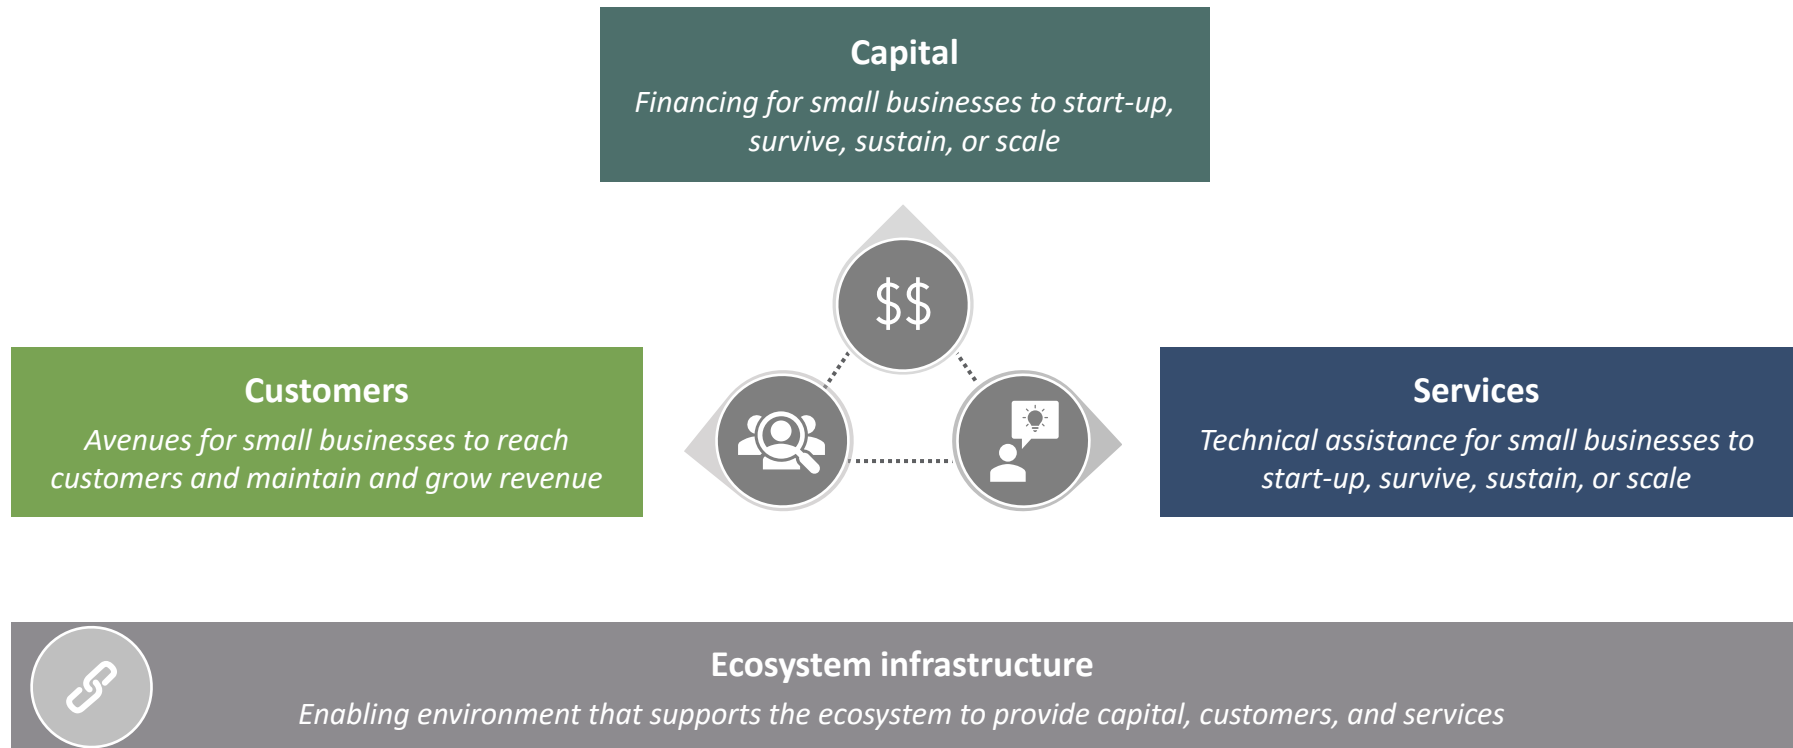 Capital
Financing for small businesses to start-up,
survive, sustain, or scale
$$
Customers
Avenues for small businesses to reach
customers and maintain and grow revenue
Services
Technical assistance for small businesses to
start-up, survive, sustain, or scale
Ecosystem infrastructure
Enabling environment that supports the ecosystem to provide capital, customers, and services